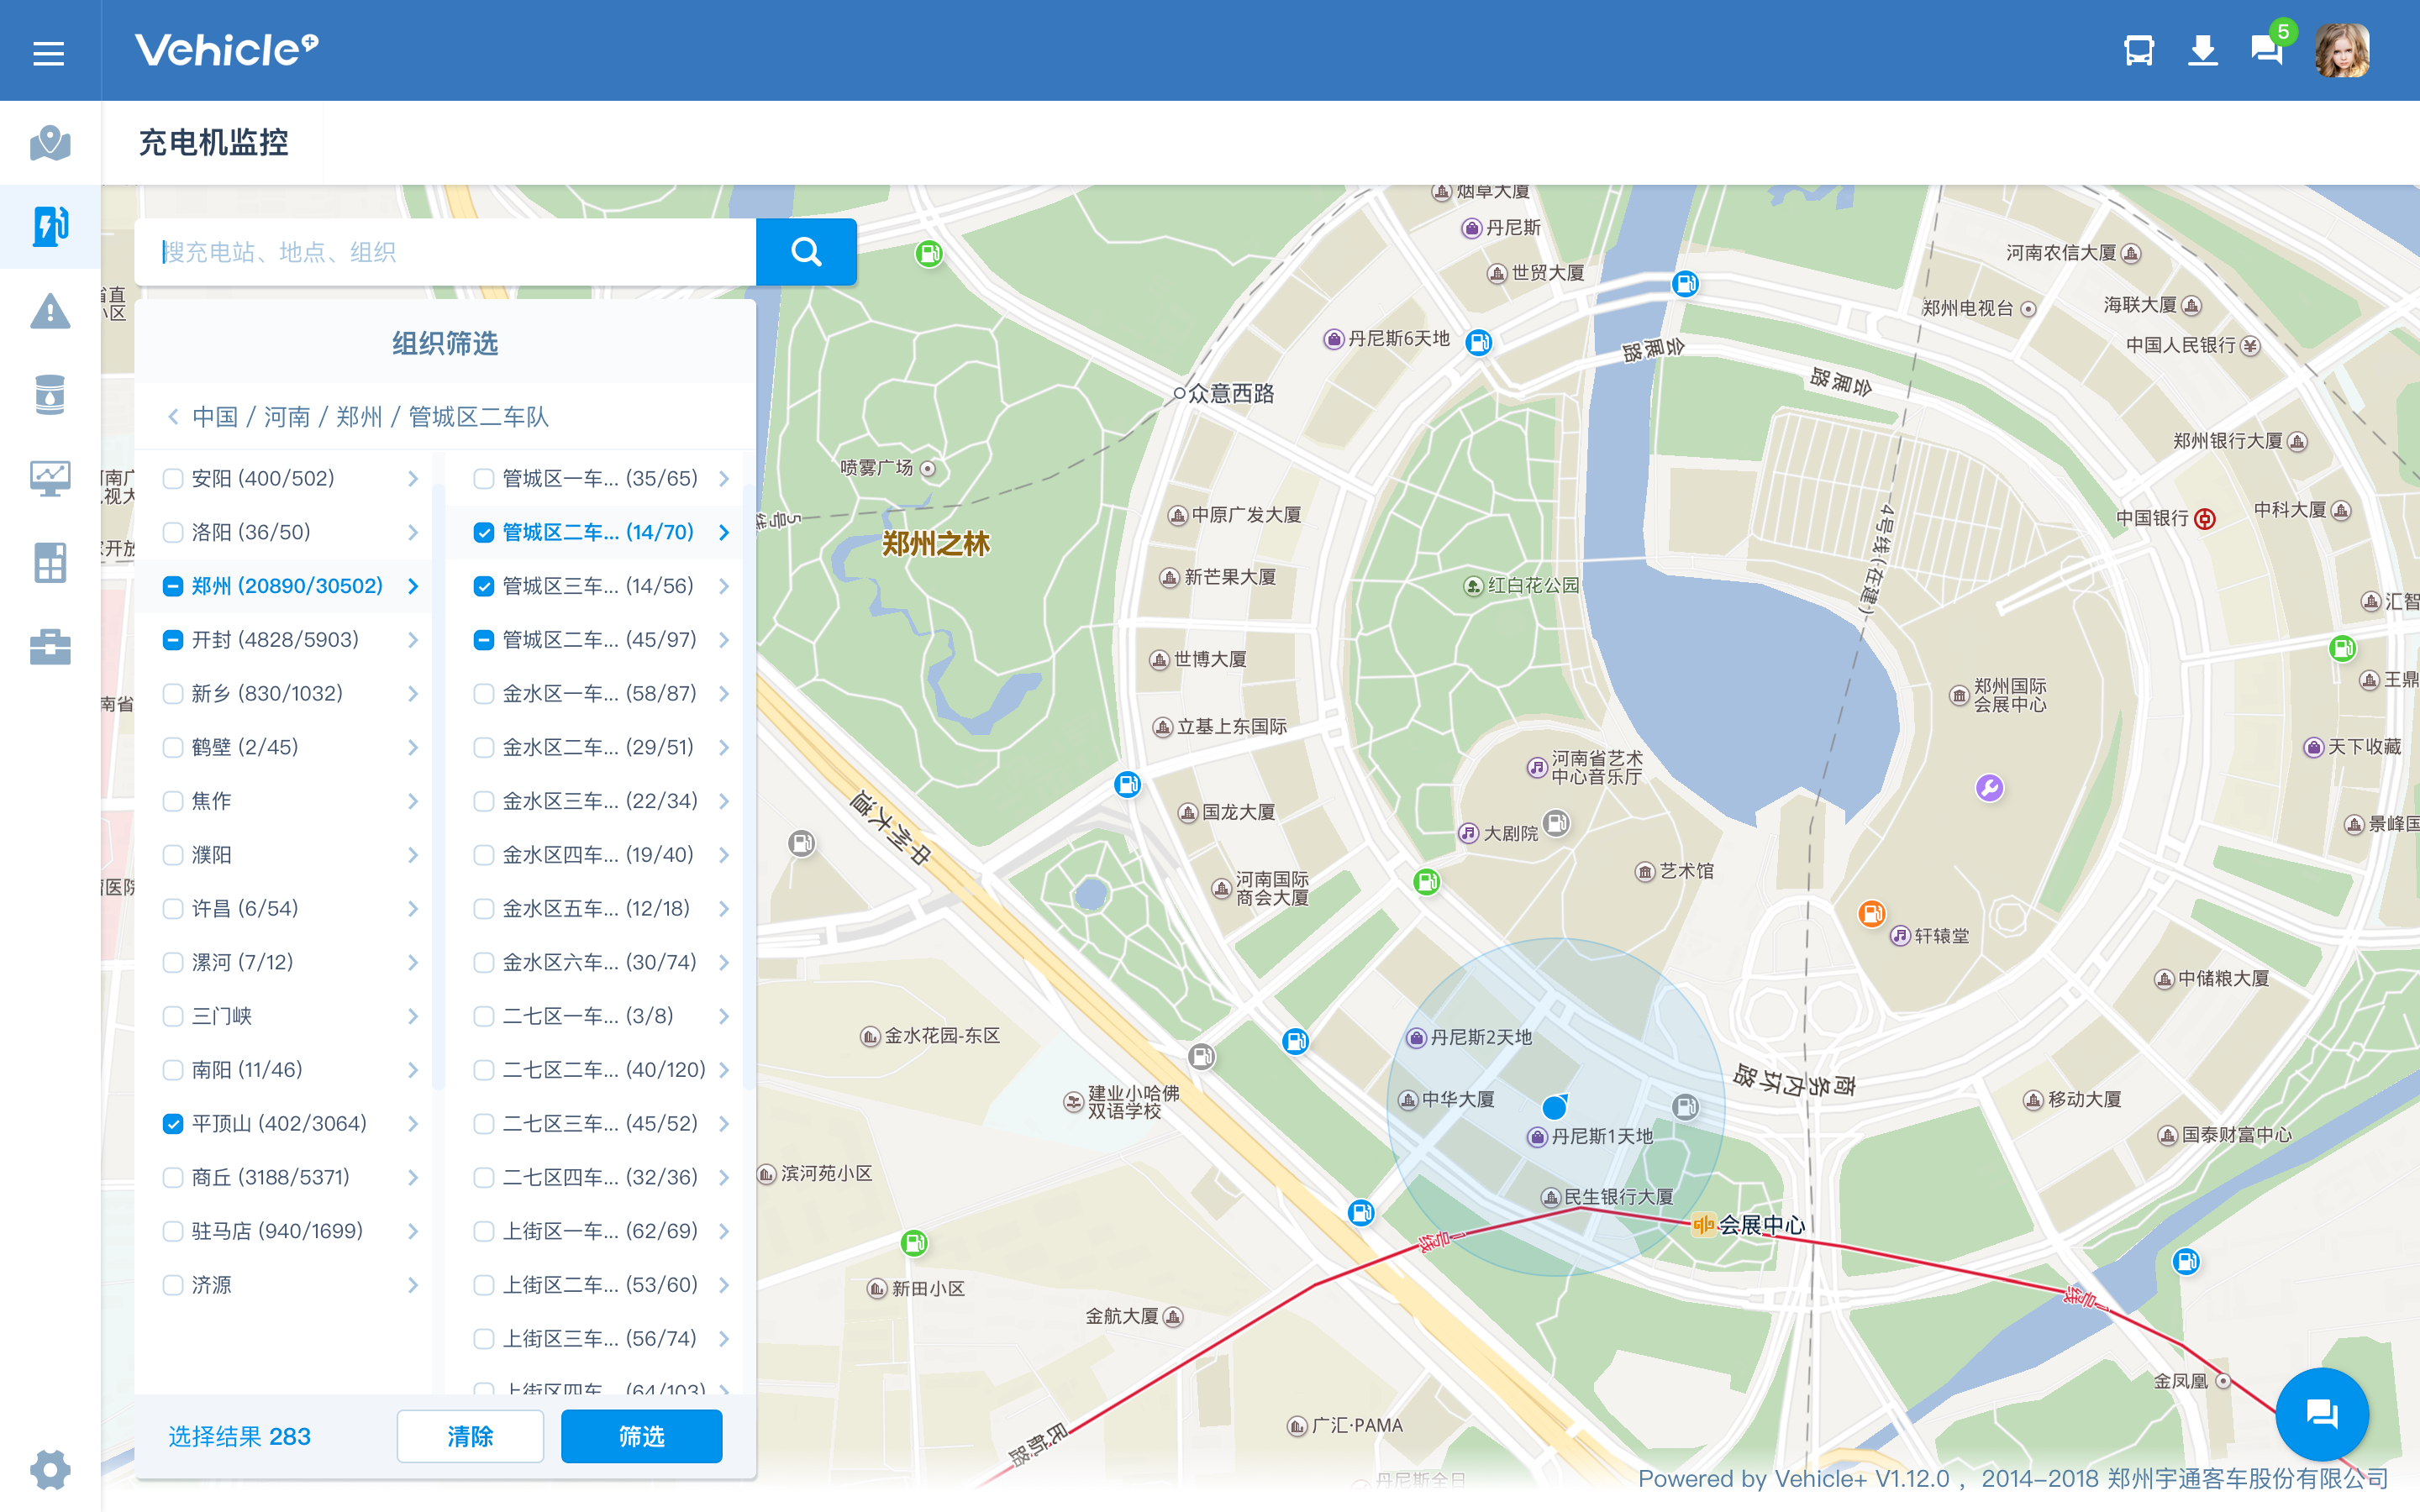 Vehicle+
5
充电机监控
搜充电站、地点、组织
组织筛选
中国 / 河南 / 郑州 / 管城区二车队
安阳 (400/502)
洛阳 (36/50)
郑州 (20890/30502)
开封 (4828/5903)
新乡 (830/1032)
鹤壁 (2/45)
焦作
濮阳
许昌 (6/54)
漯河 (7/12)
三门峡
南阳 (11/46)
平顶山 (402/3064)
商丘 (3188/5371)
驻马店 (940/1699)
济源
管城区一车... (35/65)
管城区二车... (14/70)
管城区三车... (14/56)
管城区二车... (45/97)
金水区一车... (58/87)
金水区二车... (29/51)
金水区三车... (22/34)
金水区四车... (19/40)
金水区五车... (12/18)
金水区六车... (30/74)
二七区一车... (3/8)
二七区二车... (40/120)
二七区三车... (45/52)
二七区四车... (32/36)
上街区一车... (62/69)
上街区二车... (53/60)
上街区三车... (56/74)
上街区四车... (64/103)
选择结果 283
清除
筛选
烟草大厦
丹尼斯
世贸大厦
河南农信大厦
郑州电视台
海联大厦
中国人民银行
丹尼斯6天地
会展路
会展路
众意西路
郑州银行大厦
喷雾广场
5号线
中原广发大厦
4号线(在建)
中国银行
中科大厦
郑州之林
新芒果大厦
红白花公园
汇智
世博大厦
王鼎
郑州国际
会展中心
立基上东国际
天下收藏
河南省艺术
中心音乐厅
中州大道
国龙大厦
大剧院
景峰国
艺术馆
河南国际
商会大厦
轩辕堂
中储粮大厦
金水花园-东区
丹尼斯2天地
商务内环路
建业小哈佛
双语学校
中华大厦
移动大厦
丹尼斯1天地
国泰财富中心
滨河苑小区
民生银行大厦
会展中心
1号线
新田小区
1号线
金航大厦
金凤凰
广汇·PAMA
民航路
丹尼斯全日
省直
小区
河南广
视大
开放
南省
医院
Powered by Vehicle+ V1.12.0 ，2014-2018 郑州宇通客车股份有限公司